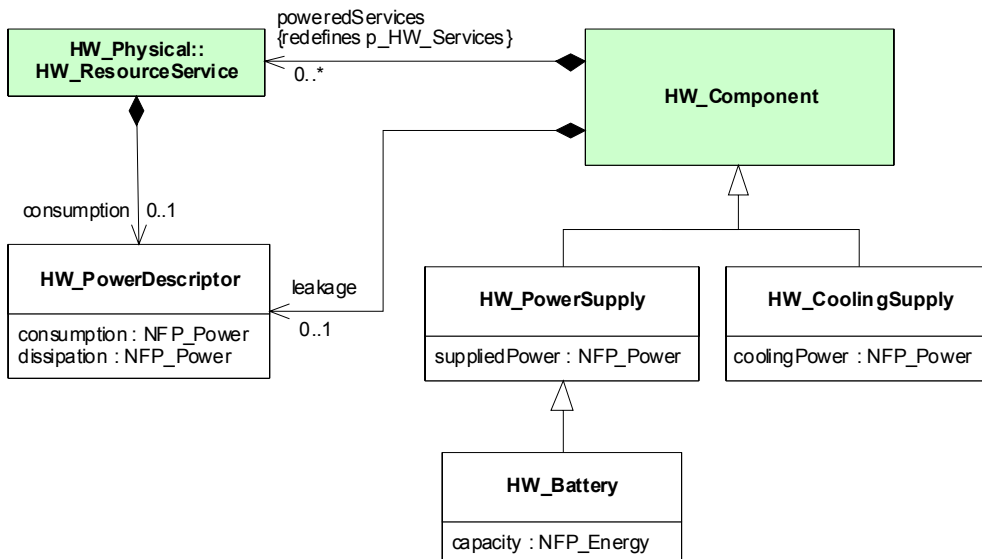 poweredServices
{redefines p_HW_Services}
0..*
HW_Physical::
HW_ResourceService
HW_Component
consumption 0..1
HW_PowerDescriptor
consumption : NFP_Power
dissipation : NFP_Power
leakage
0..1
HW_PowerSupply
suppliedPower : NFP_Power
HW_CoolingSupply
coolingPower : NFP_Power
HW_Battery
capacity : NFP_Energy